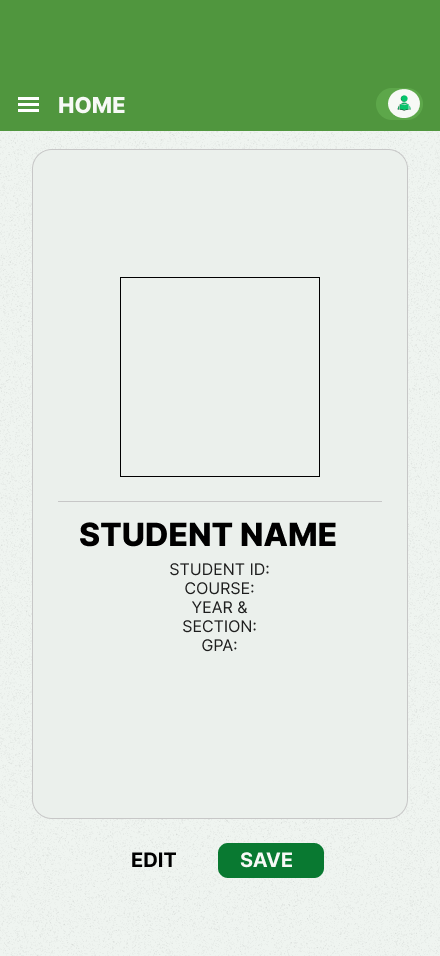 HOME
STUDENT NAME
STUDENT ID:
COURSE:
YEAR &
SECTION:
GPA:
EDIT
SAVE